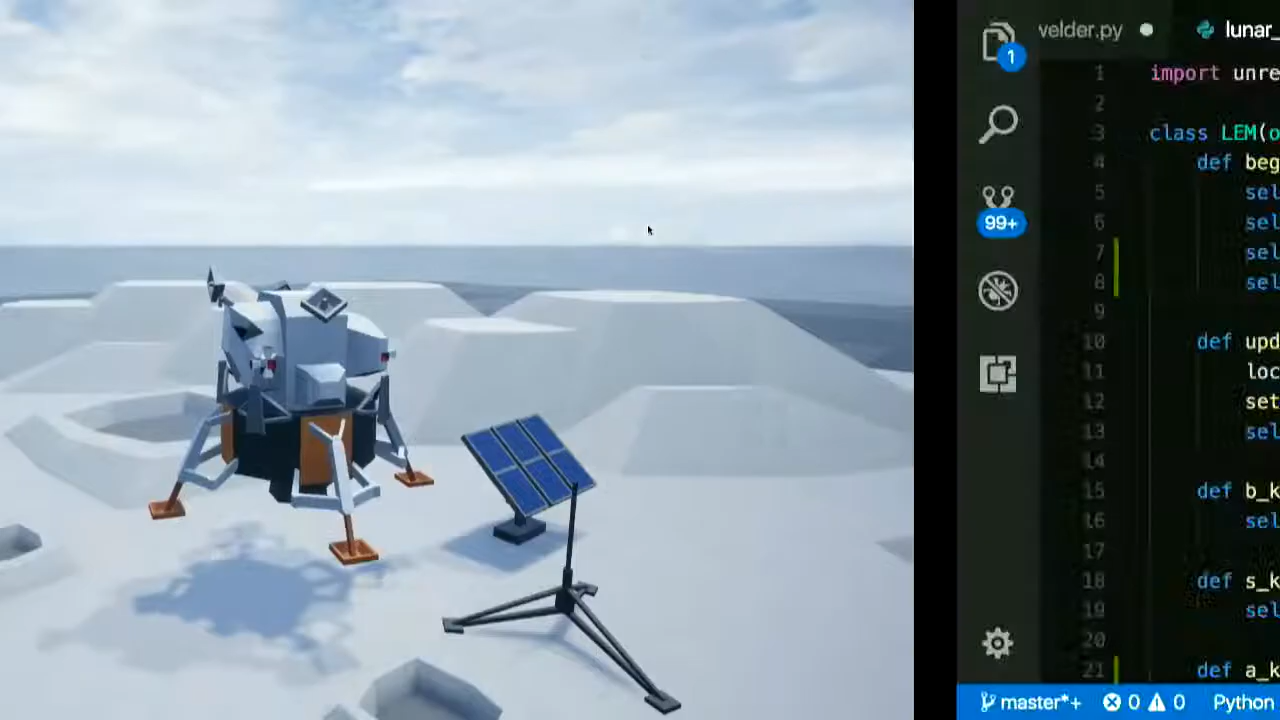 velder.py ● lunar_
1
99+
1 import unre
2
3 class LEM(o
4 def beg
5 sel
6 sel
7 sel
8 sel
9
10 def upd
11 loc
12 set
13 sel
14
15 def b_k
16 sel
17
18 def s_k
19 sel
20
21 def a_k
master*+ 0 0 Python